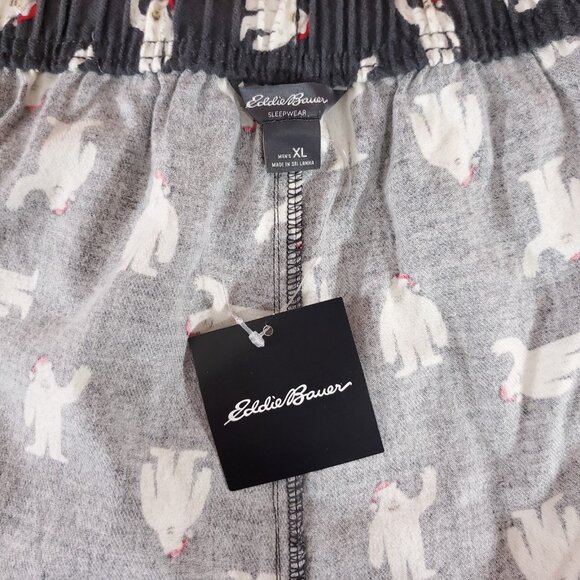 Eddie Bauer
SLEEPWEAR
MEN'S XL
MADE IN SRI LANKA
Eddie Bauer